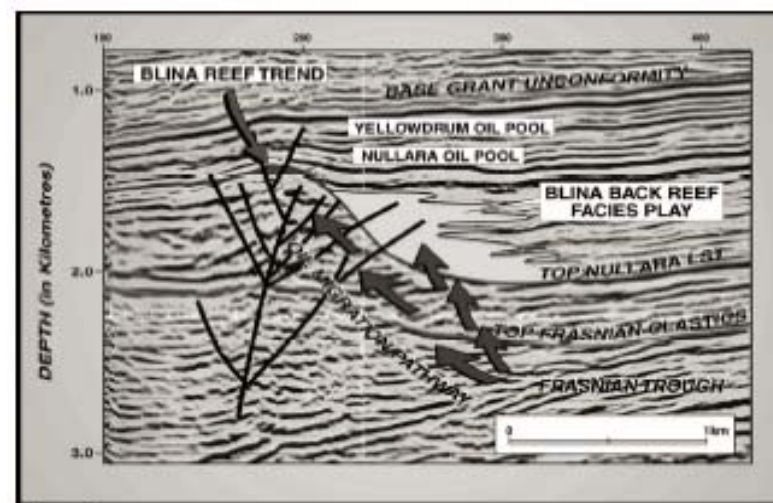 200
300
400
BLINA REEF TREND
BASE GRANT UNCONFORMITY
1.0
YELLOWDRUM OIL POOL
NULLARA OIL POOL
BLINA BACK REEF
FACIES PLAY
DEPTH (in Kilometres)
2.0
TOP NULLARA LST
OIL MIGRATION PATHWAY
TOP FRASNIAN CLASTICS
FRASNIAN TROUGH
0
1km
3.0